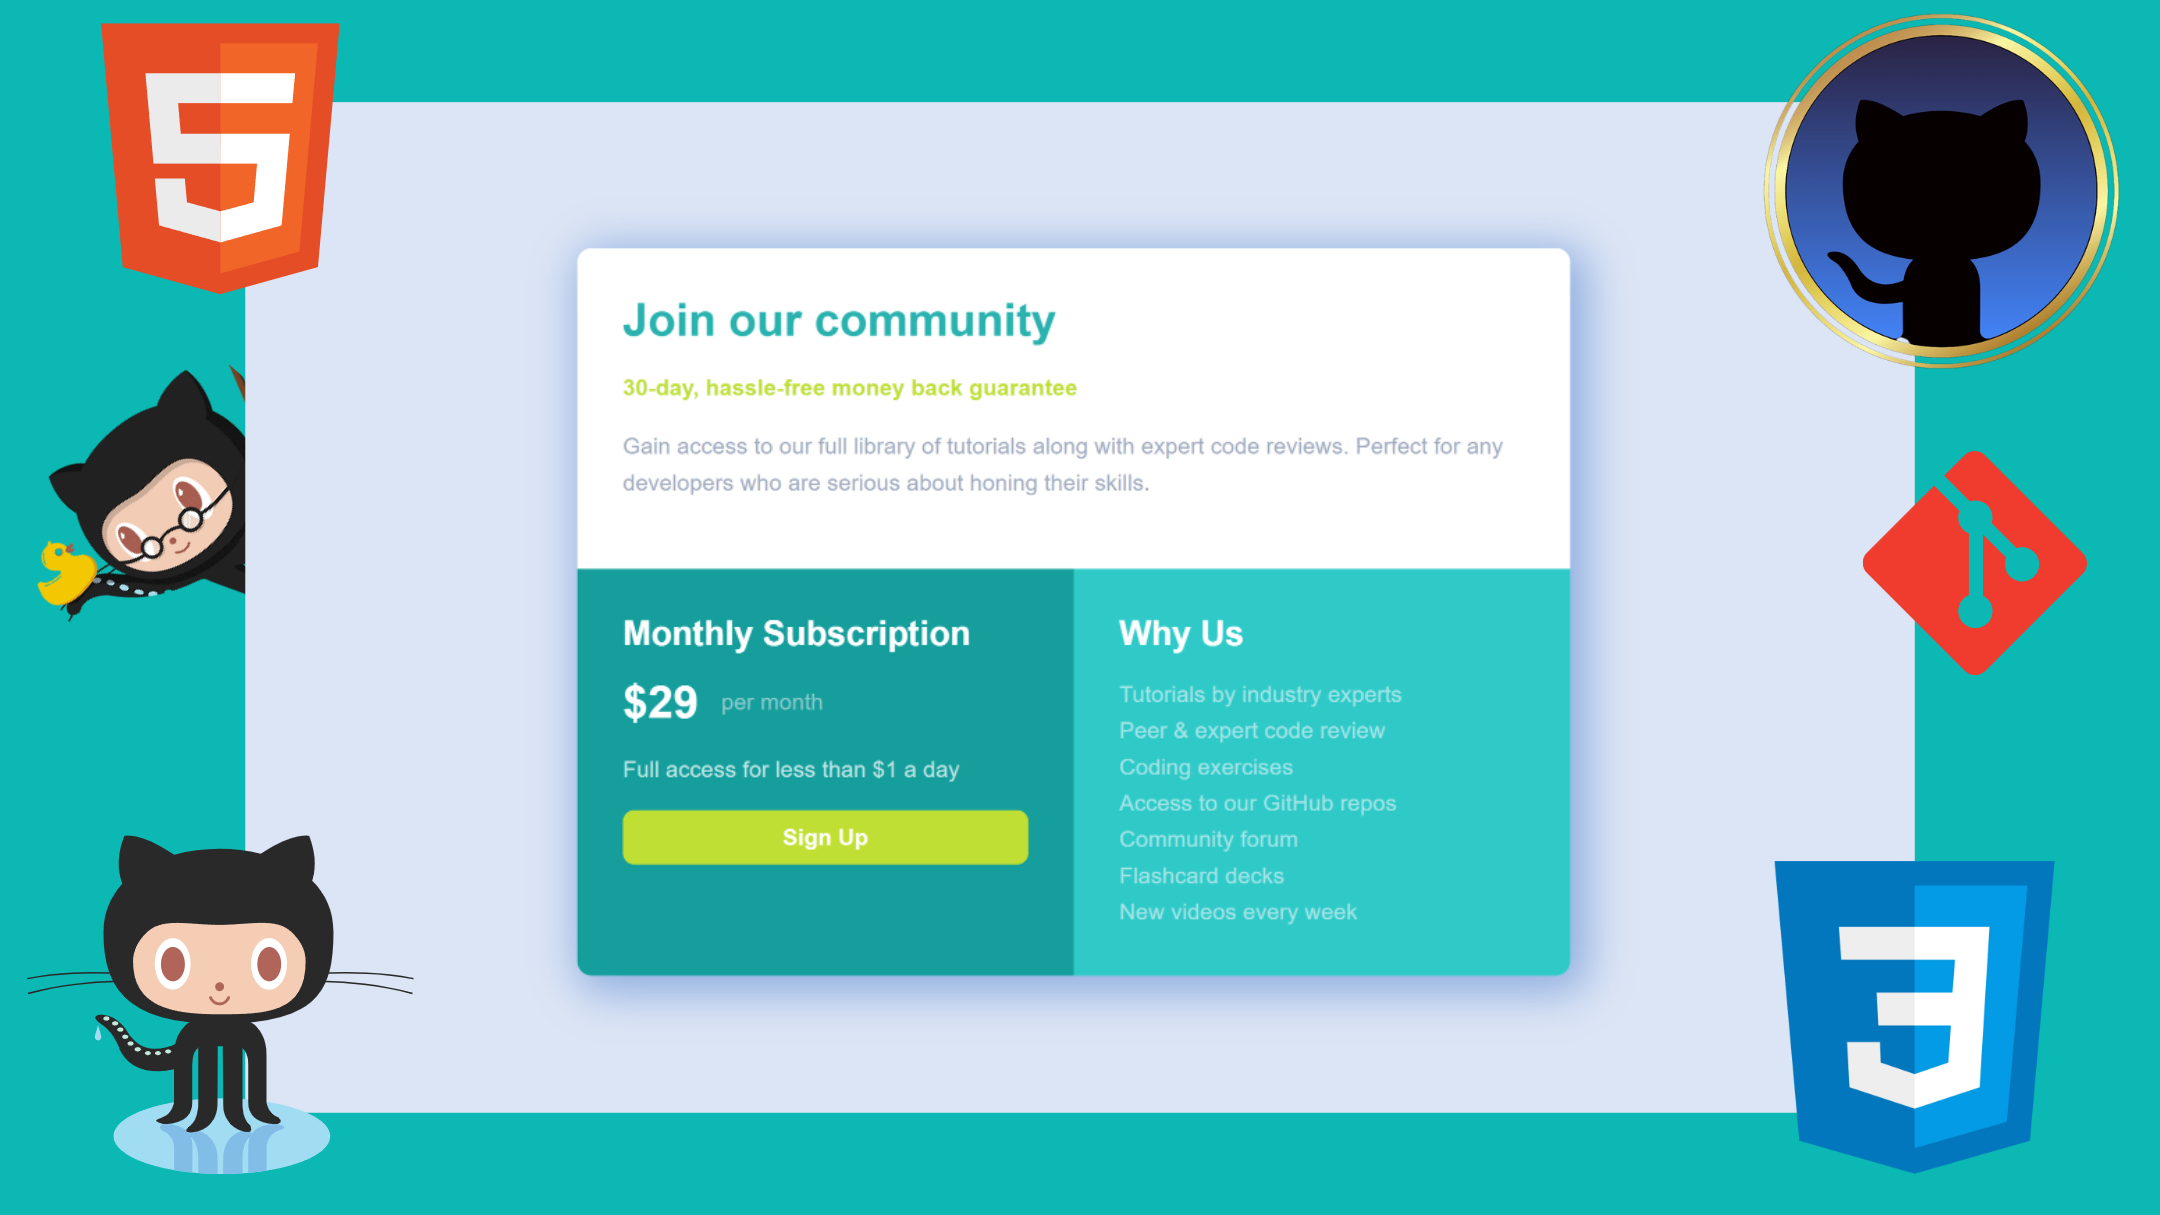 Join our community
30-day, hassle-free money back guarantee
Gain access to our full library of tutorials along with expert code reviews. Perfect for any
developers who are serious about honing their skills.
Monthly Subscription
$29 per month
Full access for less than $1 a day
Sign Up
Why Us
Tutorials by industry experts
Peer & expert code review
Coding exercises
Access to our GitHub repos
Community forum
Flashcard decks
New videos every week